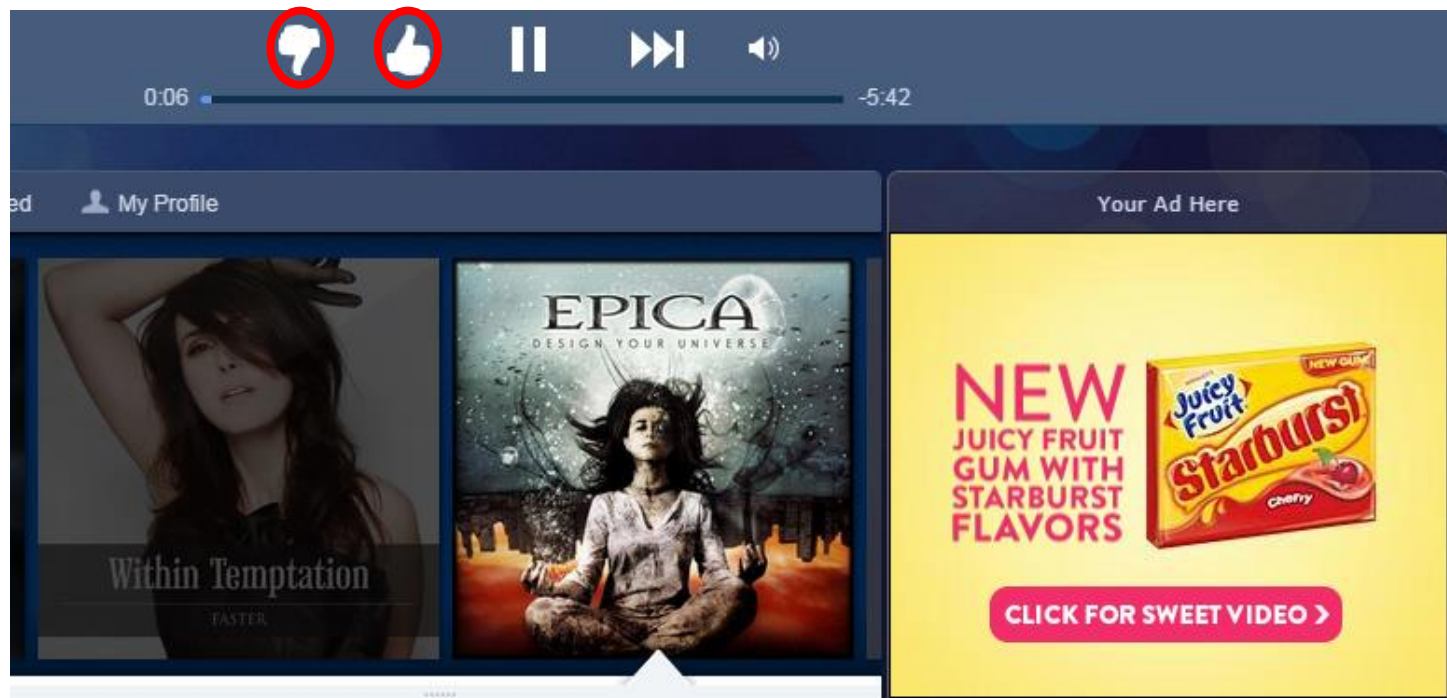 0:06
-5:42
ed
My Profile
Your Ad Here
Within Temptation
FASTER
EPICA
DESIGN YOUR UNIVERSE
NEW
JUICY FRUIT
GUM WITH
STARBURST
FLAVORS
NEW GUM!
Juicy
Fruit
Starburst
Cherry
CLICK FOR SWEET VIDEO >